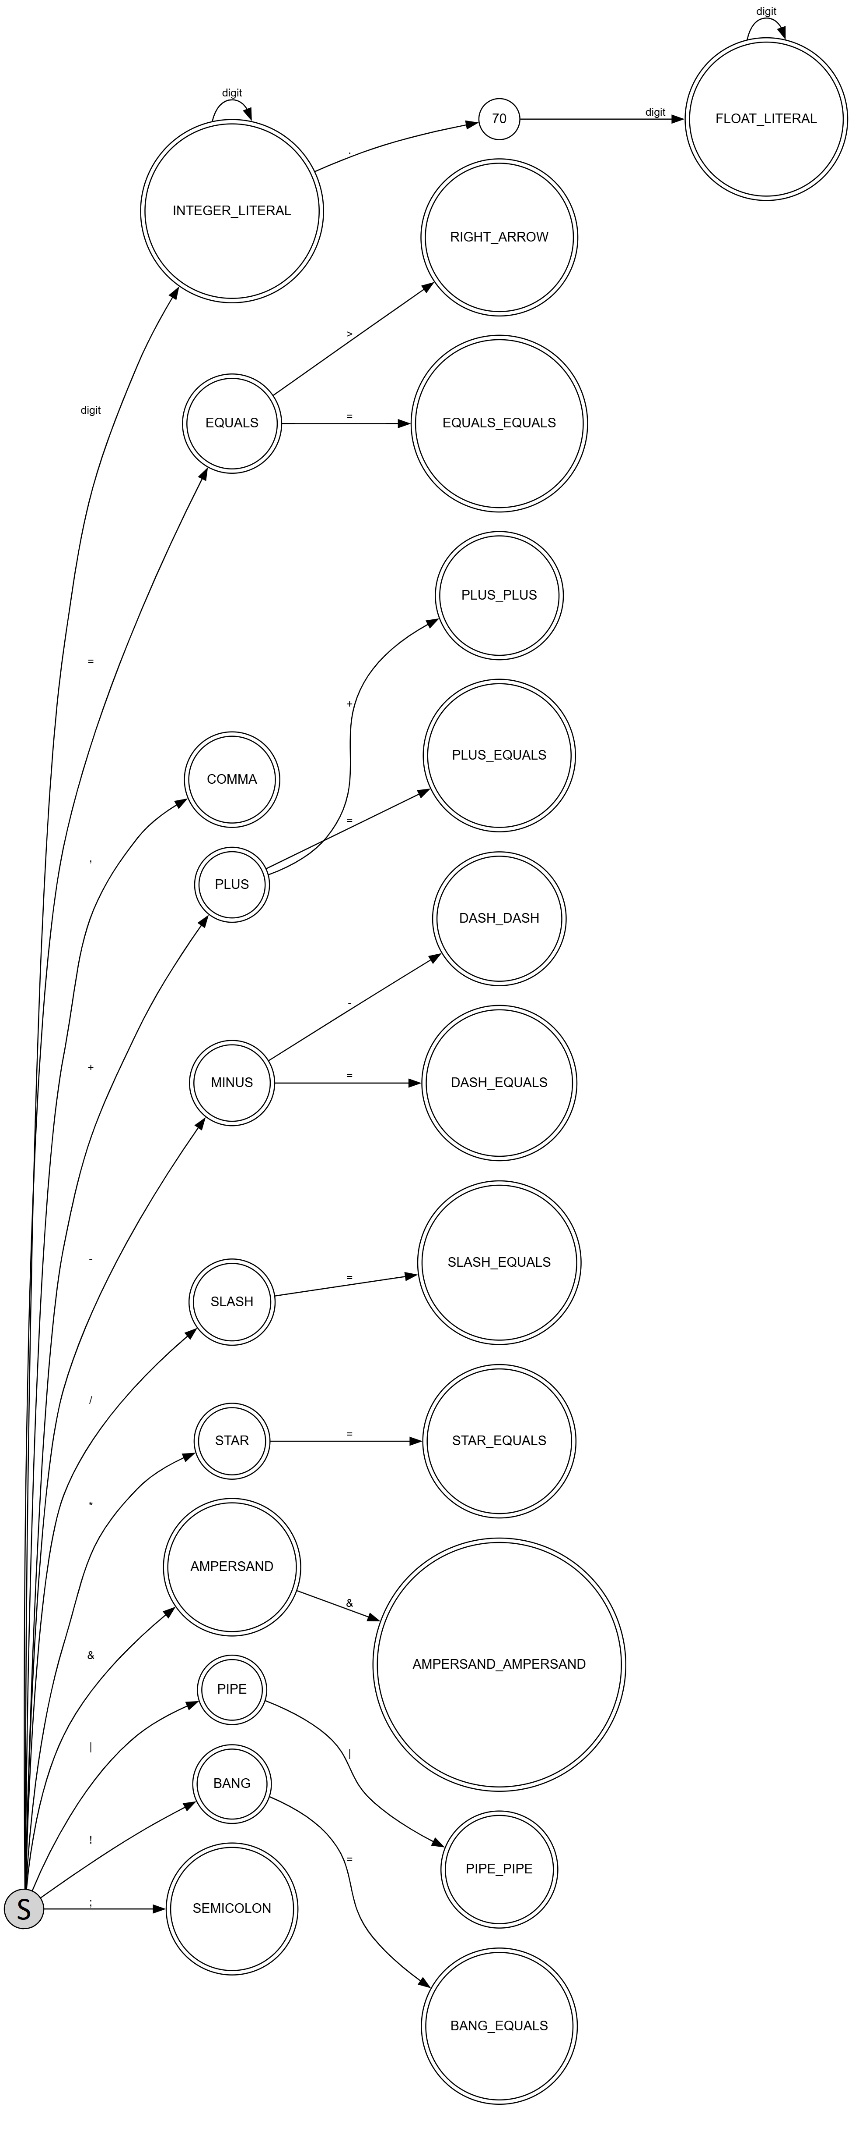 digit
digit
FLOAT_LITERAL
digit
70
.
INTEGER_LITERAL
RIGHT_ARROW
>
digit
EQUALS
=
EQUALS_EQUALS
PLUS_PLUS
=
+
PLUS_EQUALS
COMMA
=
,
PLUS
DASH_DASH
-
+
MINUS
=
DASH_EQUALS
-
SLASH_EQUALS
=
SLASH
/
STAR
=
STAR_EQUALS
*
AMPERSAND
&
&
AMPERSAND_AMPERSAND
PIPE
|
|
BANG
!
=
PIPE_PIPE
S
;
SEMICOLON
BANG_EQUALS